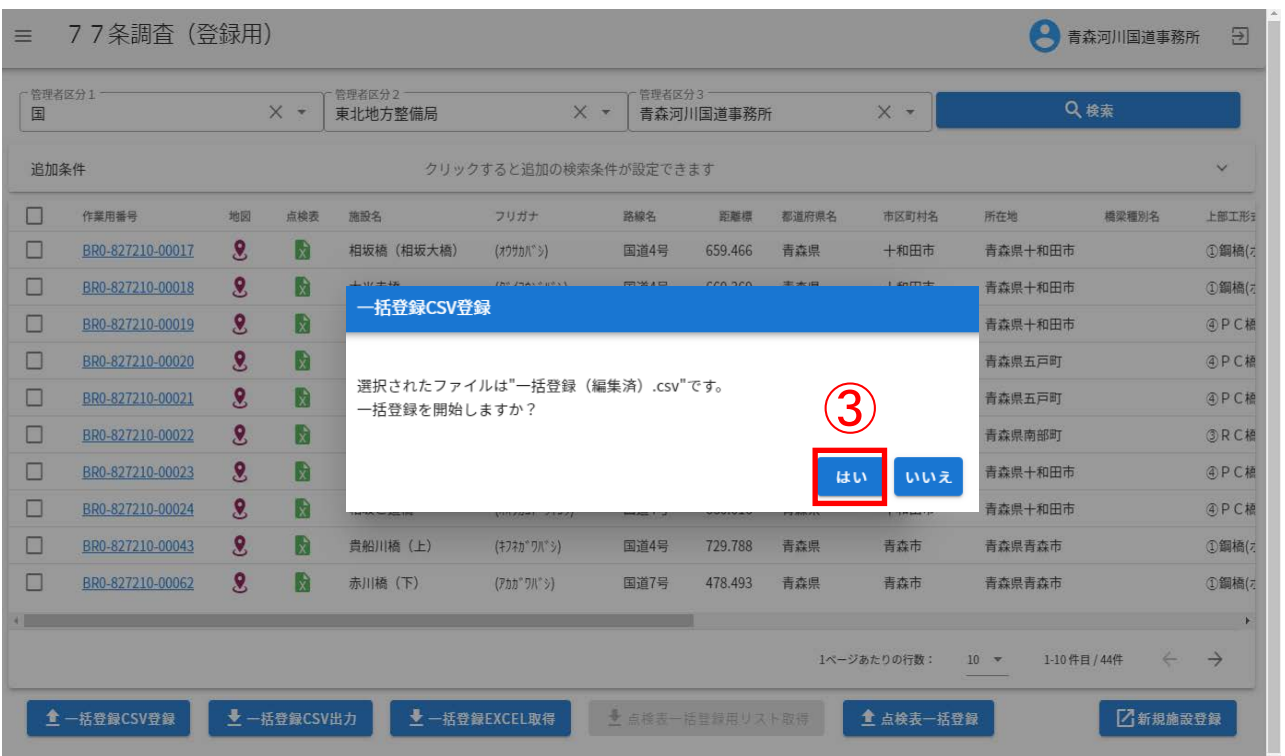 ７７条調査（登録用）
青森河川国道事務所
管理者区分１
国
管理者区分２
東北地方整備局
管理者区分３
青森河川国道事務所
検索
追加条件
クリックすると追加の検索条件が設定できます
作業用番号 地図 点検表 施設名 フリガナ 路線名 距離標 都道府県名 市区町村名 所在地 橋梁種別名 上部工形式
BR0-827210-00017 相坂橋（相坂大橋） (ｵｳｻｶﾊﾞｼ) 国道4号 659.466 青森県 十和田市 青森県十和田市 ①鋼橋(
BR0-827210-00018 青森県十和田市 ①鋼橋(
BR0-827210-00019 青森県十和田市 ④ＰＣ橋
BR0-827210-00020 青森県五戸町 ④ＰＣ橋
BR0-827210-00021 青森県五戸町 ④ＰＣ橋
BR0-827210-00022 青森県南部町 ③ＲＣ橋
BR0-827210-00023 青森県十和田市 ④ＰＣ橋
BR0-827210-00024 青森県十和田市 ④ＰＣ橋
BR0-827210-00043 貴船川橋（上） (ｷﾌﾈｶﾞﾜﾊﾞｼ) 国道4号 729.788 青森県 青森市 青森県青森市 ①鋼橋(
BR0-827210-00062 赤川橋（下） (ｱｶｶﾞﾜﾊﾞｼ) 国道7号 478.493 青森県 青森市 青森県青森市 ①鋼橋(
一括登録CSV登録
選択されたファイルは"一括登録（編集済）.csv"です。
一括登録を開始しますか？
③
はい いいえ
1ページあたりの行数： 10 1-10 件目 / 44件
一括登録CSV登録 一括登録CSV出力 一括登録EXCEL取得 点検表一括登録用リスト取得 点検表一括登録 新規施設登録